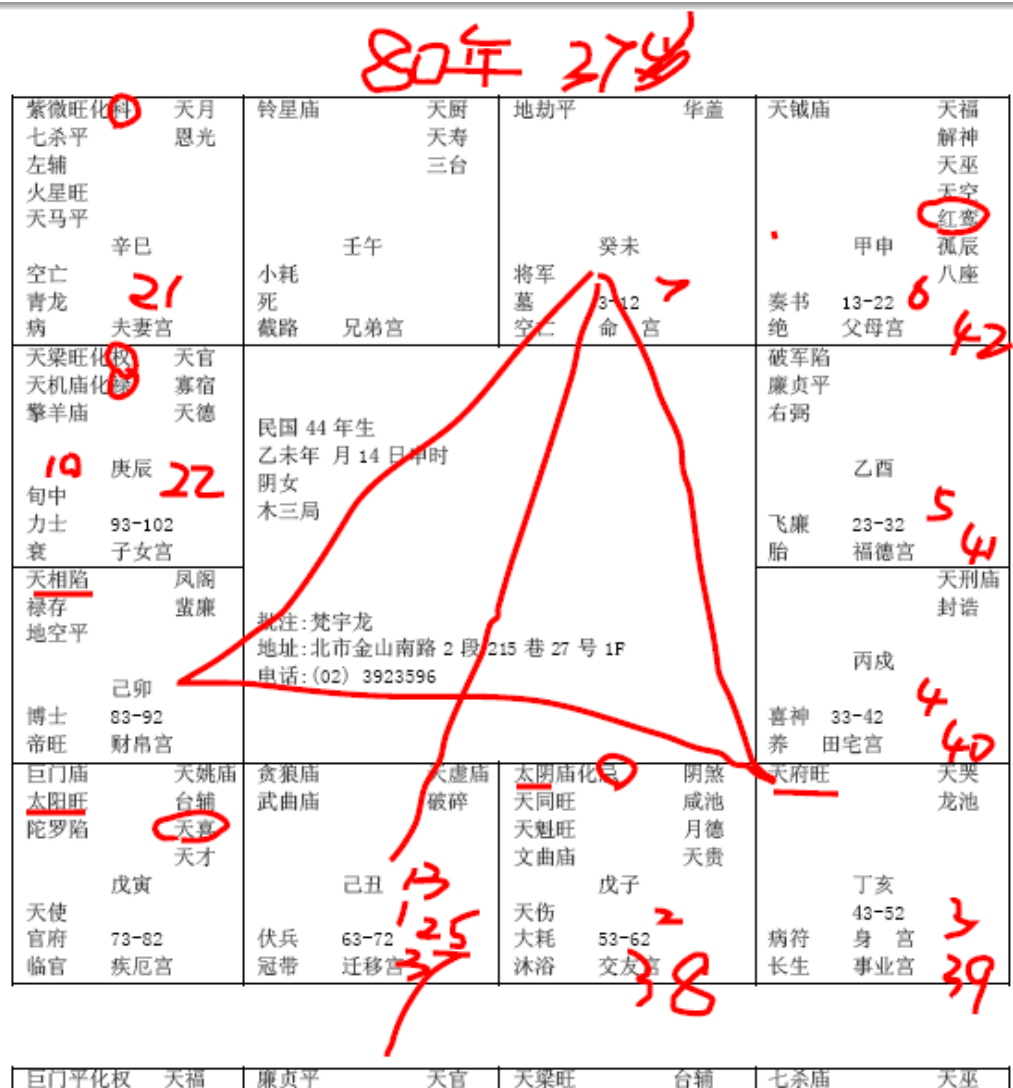 80年 27岁
紫微旺化科 天月
七杀平 恩光
左辅
火星旺
天马平
辛巳
空亡
青龙 21
病 夫妻宫
铃星庙 天厨
天寿
三台
壬午
小耗
死
截路 兄弟宫
地劫平 华盖
癸未
将军
墓 3-12 7
空亡 命 宫
天钺庙 天福
解神
天巫
天空
红鸾
甲申 孤辰
八座
奏书 13-22 6
绝 父母宫 42
天梁旺化权 天官
天机庙化禄 寡宿
擎羊庙 天德
10 庚辰 22
旬中
力士 93-102
衰 子女宫
民国 44 年生
乙未年 月 14 日申时
阴女
木三局
批注:梵宇龙
地址:北市金山南路 2 段 215 巷 27 号 1F
电话:(02) 3923596
破军陷
廉贞平
右弼
乙酉
5
飞廉 23-32
胎 福德宫 41
天相陷 凤阁
禄存 蜚廉
地空平
己卯
博士 83-92
帝旺 财帛宫
天刑庙
封诰
丙戌
4
喜神 33-42
养 田宅宫 40
巨门庙 天姚庙
太阳旺 台辅
陀罗陷 天喜
天才
戊寅
天使
官府 73-82
临官 疾厄宫
贪狼庙 天虚庙
武曲庙 破碎
己丑 13
1
伏兵 63-72 25
冠带 迁移宫 37
太阴庙化忌 阴煞
天同旺 咸池
天魁旺 月德
文曲庙 天贵
戊子
天伤 2
大耗 53-62
沐浴 交友宫 38
天府旺 天哭
龙池
丁亥
43-52 3
病符 身 宫
长生 事业宫 39
巨门平化权 天福
廉贞平 天官
天梁旺 台辅
七杀庙 天巫